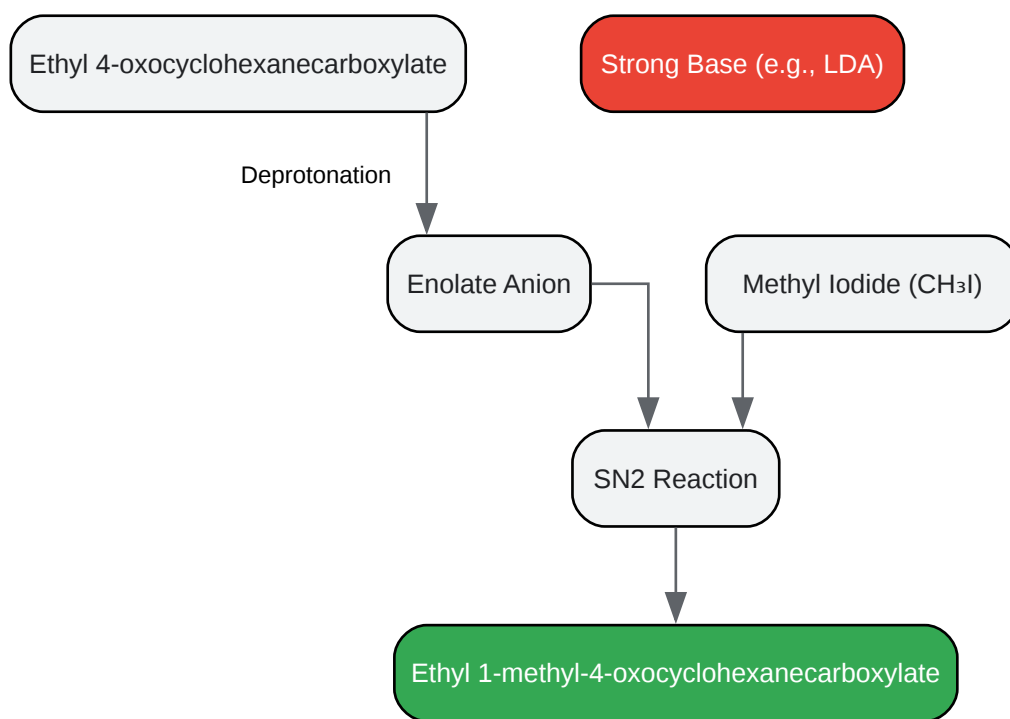 Ethyl 4-oxocyclohexanecarboxylate
Strong Base (e.g., LDA)
Deprotonation
Enolate Anion
Methyl Iodide (CH₃I)
SN2 Reaction
Ethyl 1-methyl-4-oxocyclohexanecarboxylate